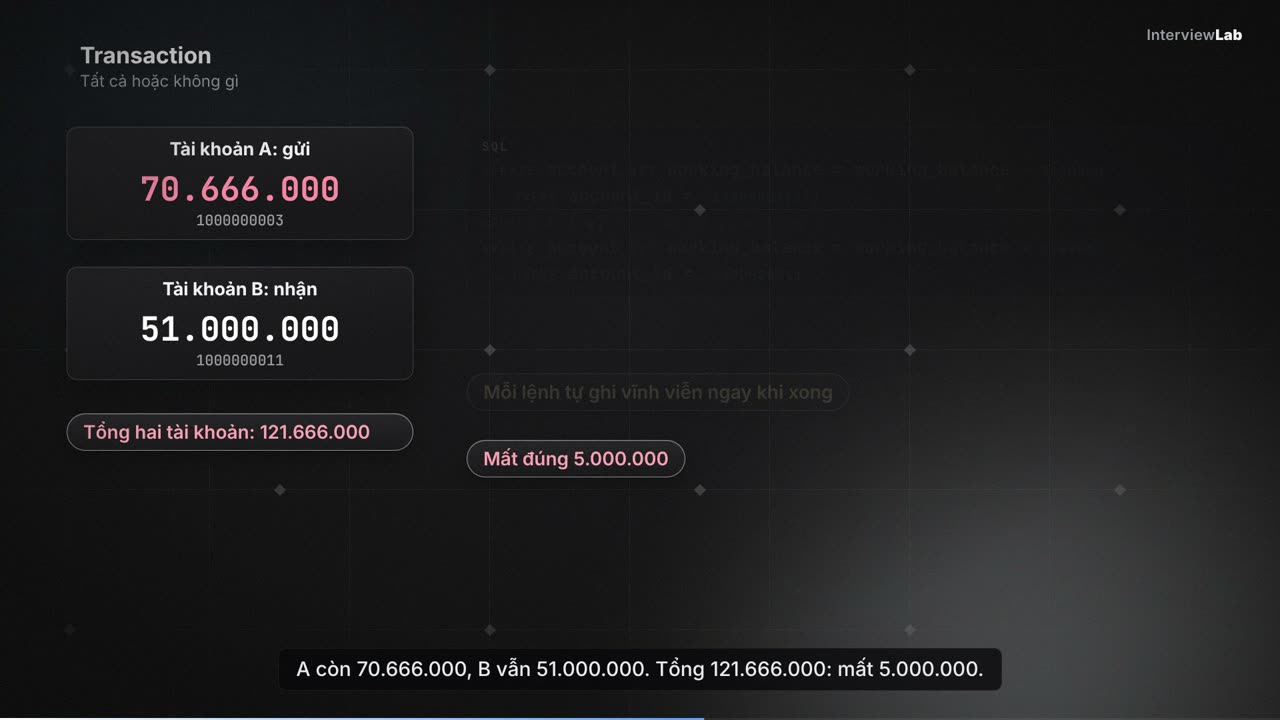 InterviewLab
Transaction
Tất cả hoặc không gì
Tài khoản A: gửi
70.666.000
1000000003
Tài khoản B: nhận
51.000.000
1000000011
Tổng hai tài khoản: 121.666.000
SQL
Mỗi lệnh tự ghi vĩnh viễn ngay khi xong
Mất đúng 5.000.000
A còn 70.666.000, B vẫn 51.000.000. Tổng 121.666.000: mất 5.000.000.